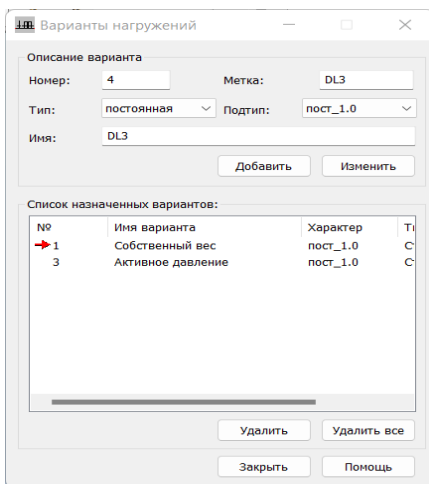 Варианты нагружений
Описание варианта
Номер: 4 Метка: DL3
Тип: постоянная Подтип: пост_1.0
Имя: DL3
Добавить Изменить
Список назначенных вариантов:
№ Имя варианта Характер
1 Собственный вес пост_1.0
3 Активное давление пост_1.0
Удалить Удалить все
Закрыть Помощь